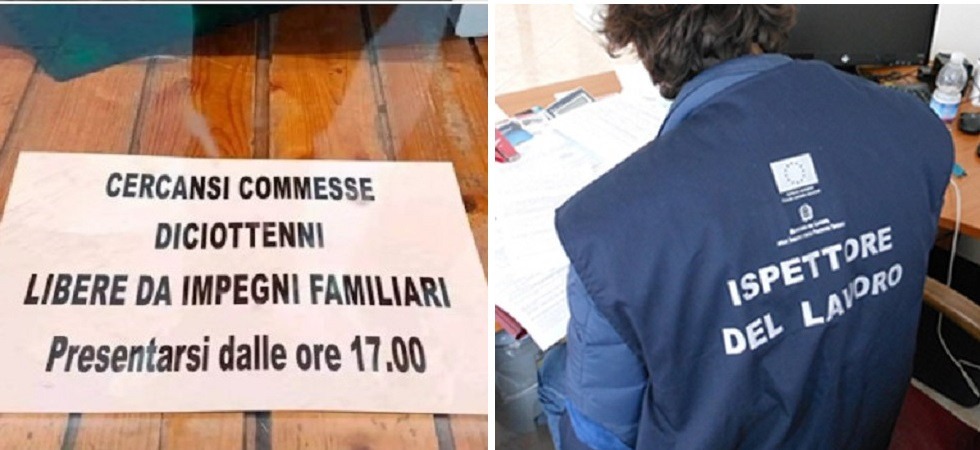 CERCANSI COMMESSE
DICIOTTENNI
LIBERE DA IMPEGNI FAMILIARI
Presentarsi dalle ore 17.00
ISPETTORE
DEL LAVORO